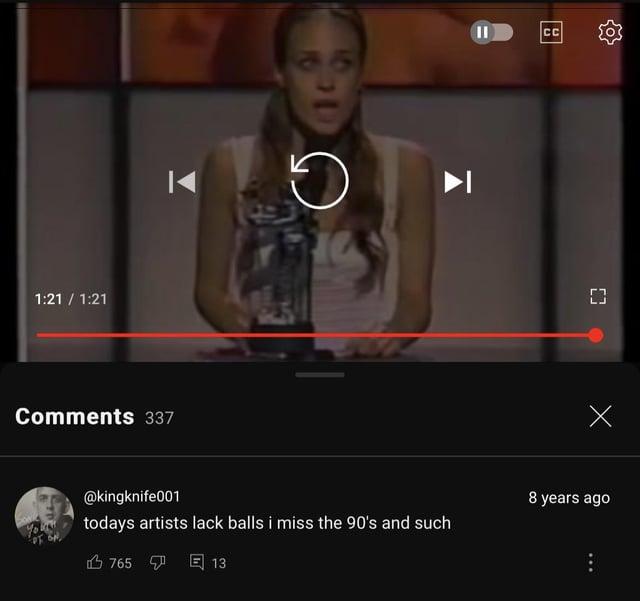 CC
1:21 / 1:21
Comments 337
@kingknife001 8 years ago
todays artists lack balls i miss the 90's and such
765 13